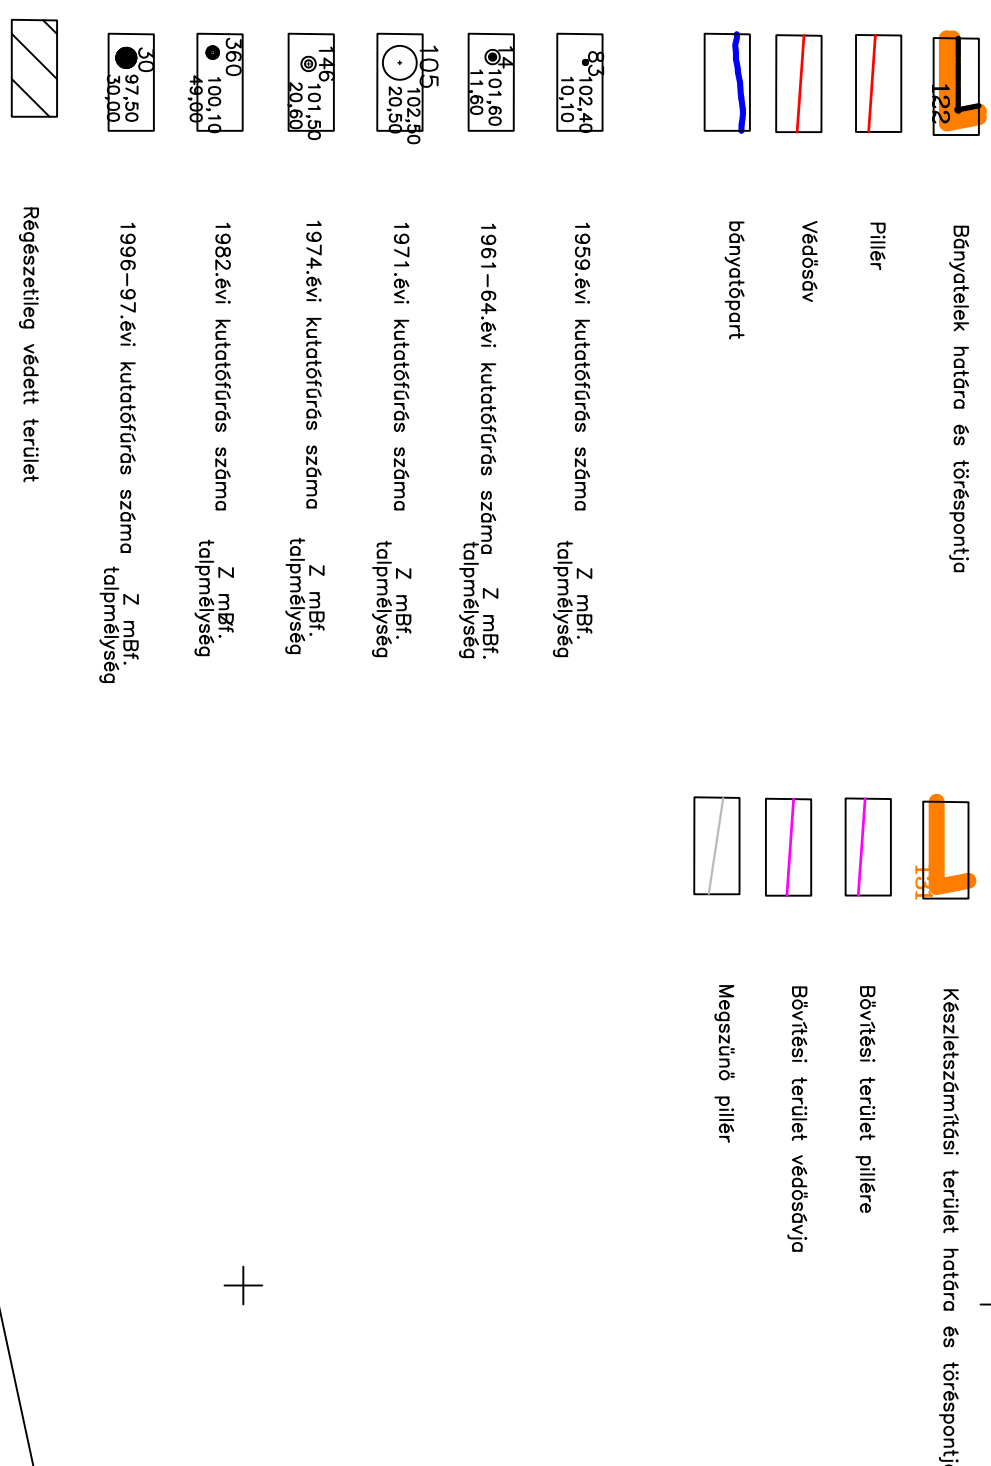 122
Bányatelek határa és töréspontja
Pillér
Védősáv
bányatópart
83
102,40
10,10
1959.évi kutatófúrás száma
Z mBf.
talpmélység
14
101,60
11,60
1961-64.évi kutatófúrás száma
Z mBf.
talpmélység
105
102,50
20,50
1971.évi kutatófúrás száma
Z mBf.
talpmélység
146
101,50
20,60
1974.évi kutatófúrás száma
Z mBf.
talpmélység
360
100,10
49,00
1982.évi kutatófúrás száma
Z mBf.
talpmélység
30
97,50
30,00
1996-97.évi kutatófúrás száma
Z mBf.
talpmélység
Régészetileg védett terület
131
Készletszámítási terület határa és töréspontja
Bővítési terület pillére
Bővítési terület védősávja
Megszünő pillér